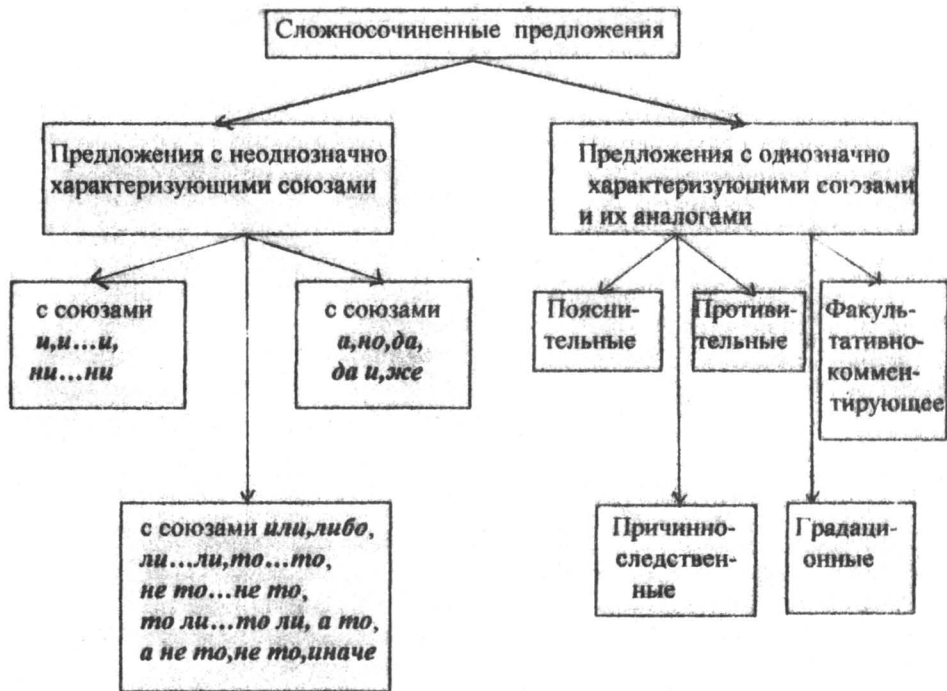 Сложносочиненные предложения
Предложения с неоднозначно
характеризующими союзами
Предложения с однозначно
характеризующими союзами
и их аналогами
с союзами
и,и...и,
ни...ни
с союзами
а,но,да,
да и,же
Поясни-
тельные
Противи-
тельные
Факуль-
тативно-
коммен-
тирующее
с союзами или,либо,
ли...ли,то...то,
не то...не то,
то ли...то ли, а то,
а не то,не то,иначе
Причинно-
следствен-
ные
Градаци-
онные